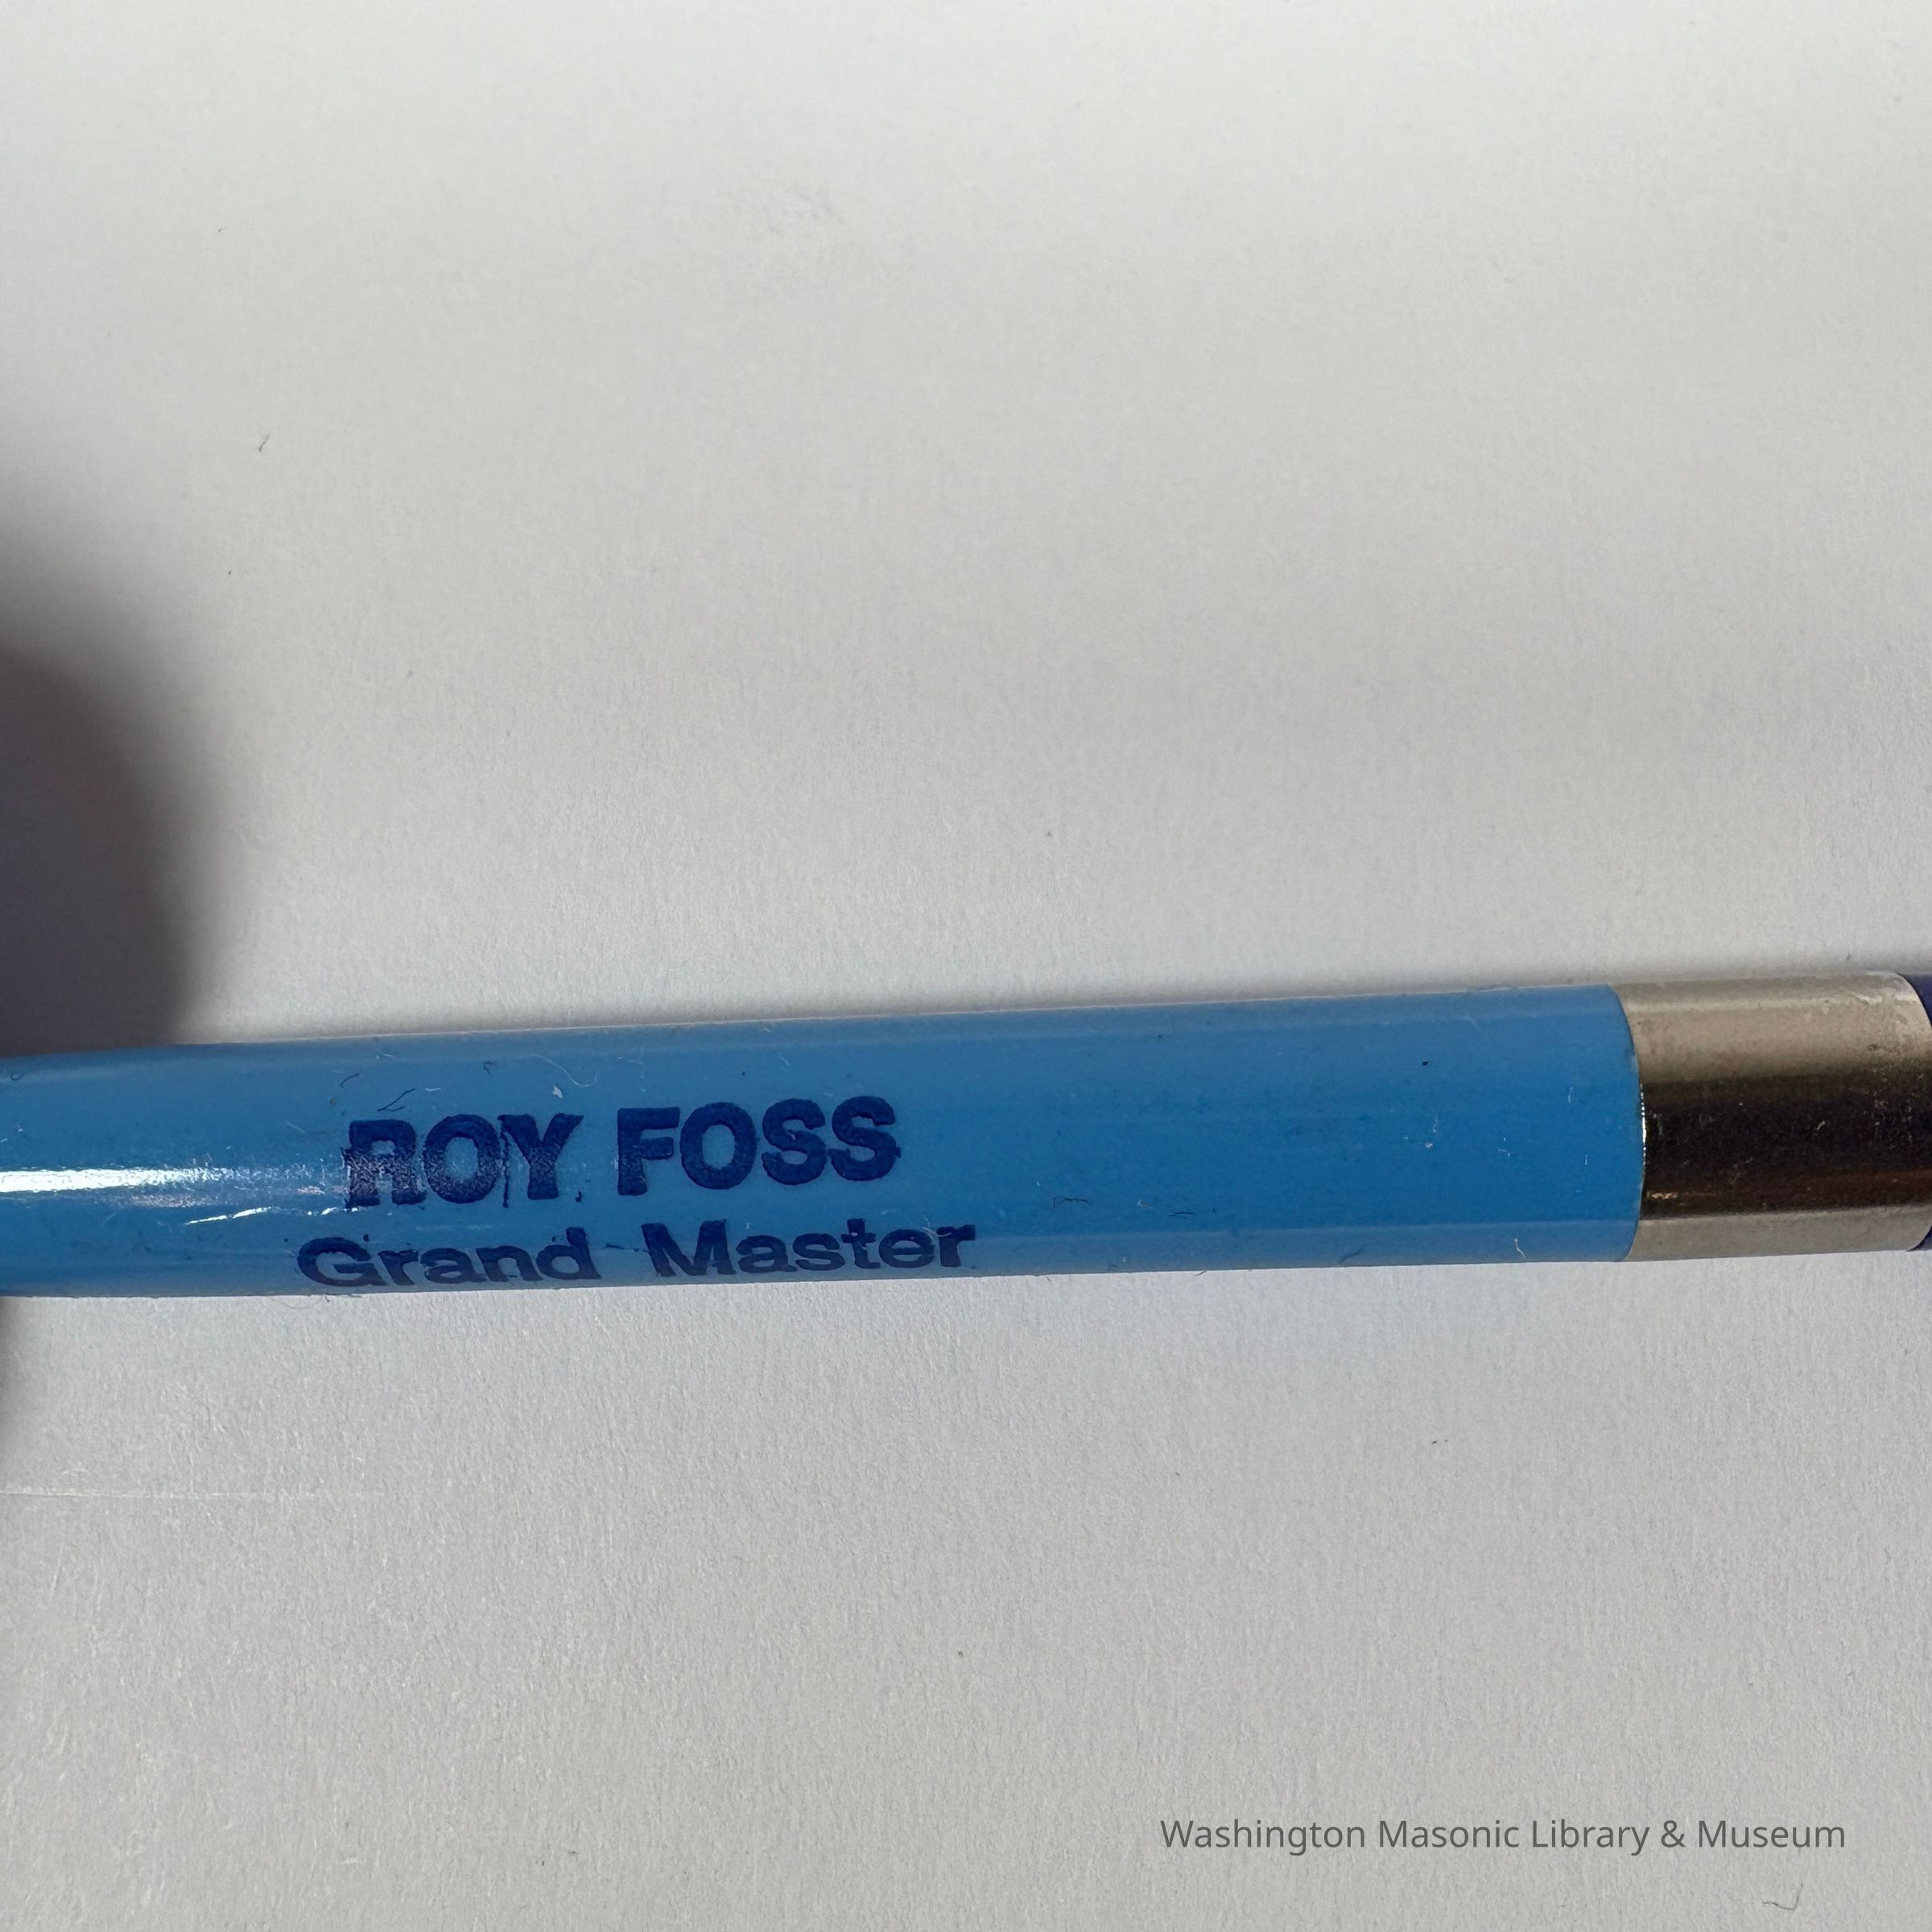 ROY FOSS
Grand Master
Washington Masonic Library & Museum